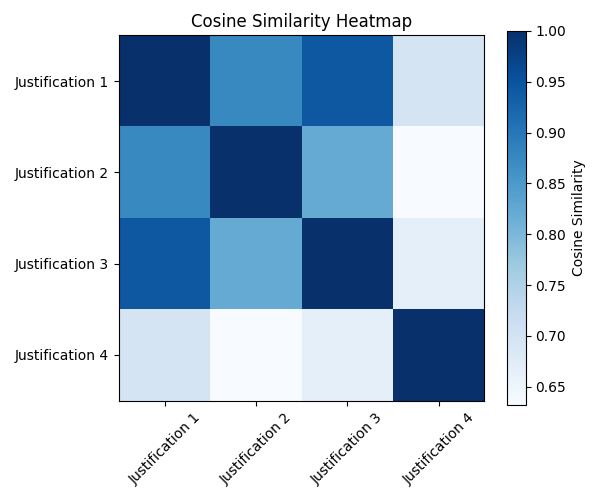 Cosine Similarity Heatmap
Justification 1
Justification 2
Justification 3
Justification 4
Justification 1
Justification 2
Justification 3
Justification 4
1.00
0.95
0.90
0.85
0.80
0.75
0.70
0.65
Cosine Similarity